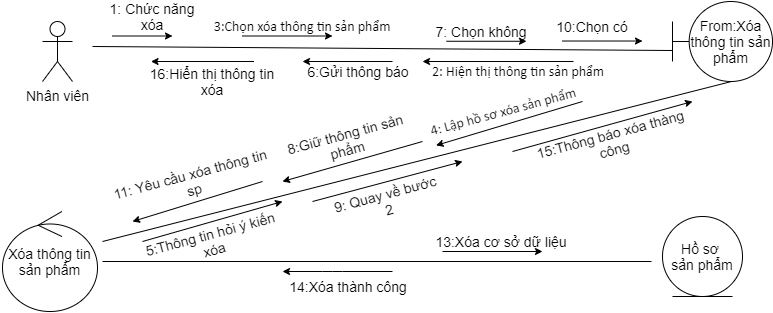 1: Chức năng
xóa
3:Chọn xóa thông tin sản phẩm
7: Chọn không
10:Chọn có
From:Xóa
thông tin sản
phẩm
Nhân viên
16:Hiển thị thông tin
xóa
6:Gửi thông báo
2: Hiện thị thông tin sản phẩm
4: Lập hồ sơ xóa sản phẩm
15:Thông báo xóa thàng
công
8:Giữ thông tin sản
phẩm
9: Quay về bước
2
11: Yêu cầu xóa thông tin
sp
5:Thông tin hỏi ý kiến
xóa
Xóa thông tin
sản phẩm
13:Xóa cơ sở dữ liệu
14:Xóa thành công
Hồ sơ
sản phẩm